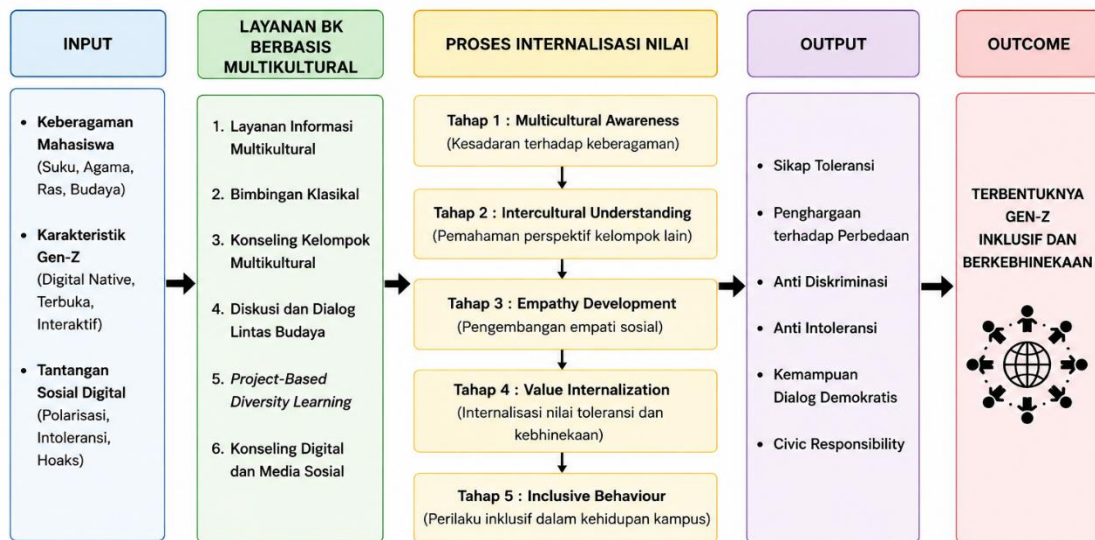 INPUT
• Keberagaman
Mahasiswa
(Suku, Agama,
Ras, Budaya)
• Karakteristik
Gen-Z
(Digital Native,
Terbuka,
Interaktif)
• Tantangan
Sosial Digital
(Polarisasi,
Intoleransi,
Hoaks)
LAYANAN BK
BERBASIS
MULTIKULTURAL
1. Layanan Informasi
Multikultural
2. Bimbingan Klasikal
3. Konseling Kelompok
Multikultural
4. Diskusi dan Dialog
Lintas Budaya
5. Project-Based
Diversity Learning
6. Konseling Digital
dan Media Sosial
PROSES INTERNALISASI NILAI
Tahap 1 : Multicultural Awareness
(Kesadaran terhadap keberagaman)
Tahap 2 : Intercultural Understanding
(Pemahaman perspektif kelompok lain)
Tahap 3 : Empathy Development
(Pengembangan empati sosial)
Tahap 4 : Value Internalization
(Internalisasi nilai toleransi dan
kebhinekaan)
Tahap 5 : Inclusive Behaviour
(Perilaku inklusif dalam kehidupan kampus)
OUTPUT
• Sikap Toleransi
• Penghargaan
terhadap Perbedaan
• Anti Diskriminasi
• Anti Intoleransi
• Kemampuan
Dialog Demokratis
• Civic Responsibility
OUTCOME
TERBENTUKNYA
GEN-Z
INKLUSIF DAN
BERKEBHINEKAAN